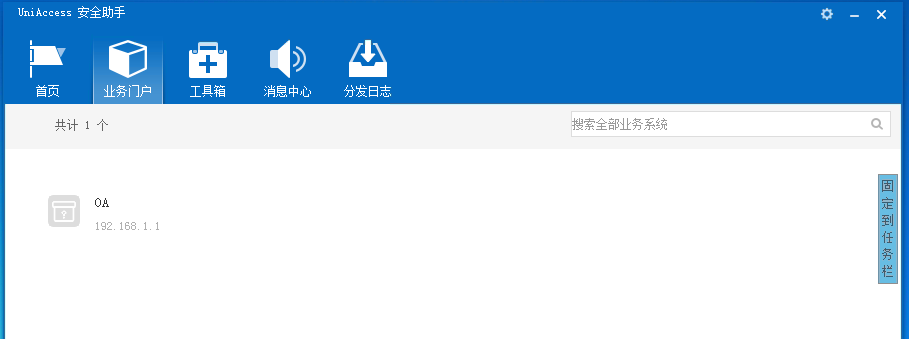 UniAccess 安全助手
首页
业务门户
工具箱
消息中心
分发日志
共计 1 个
搜索全部业务系统
OA
192.168.1.1
固定到任务栏